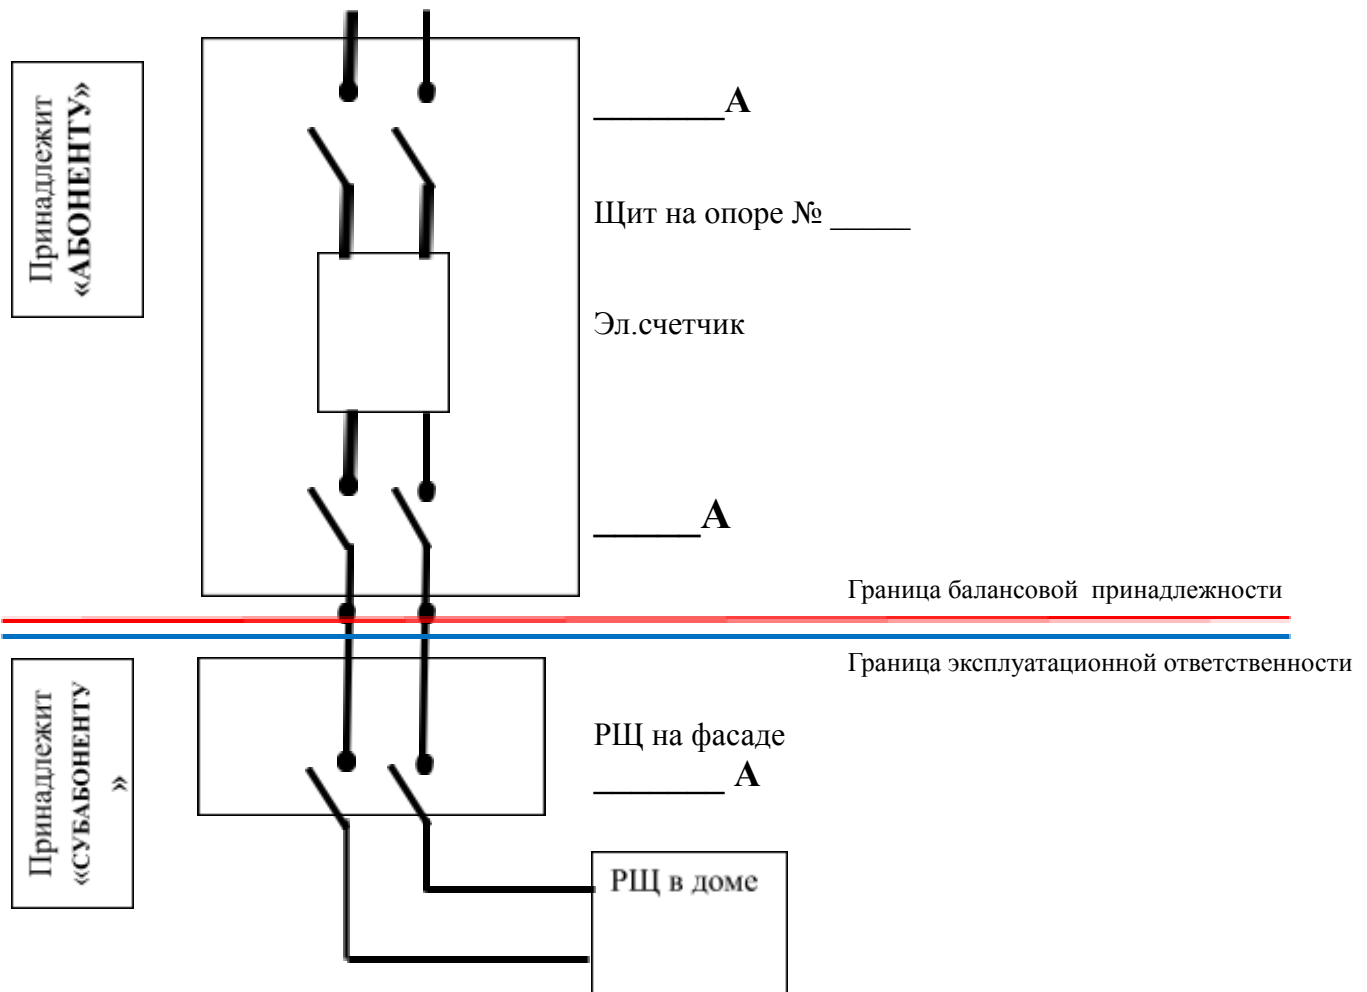 Принадлежит
«АБОНЕНТУ»
_______А
Щит на опоре № _____
Эл.счетчик
______А
Граница балансовой  принадлежности
Граница эксплуатационной ответственности
Принадлежит
«СУБАБОНЕНТУ
»
РЩ на фасаде
_______ А
РЩ в доме